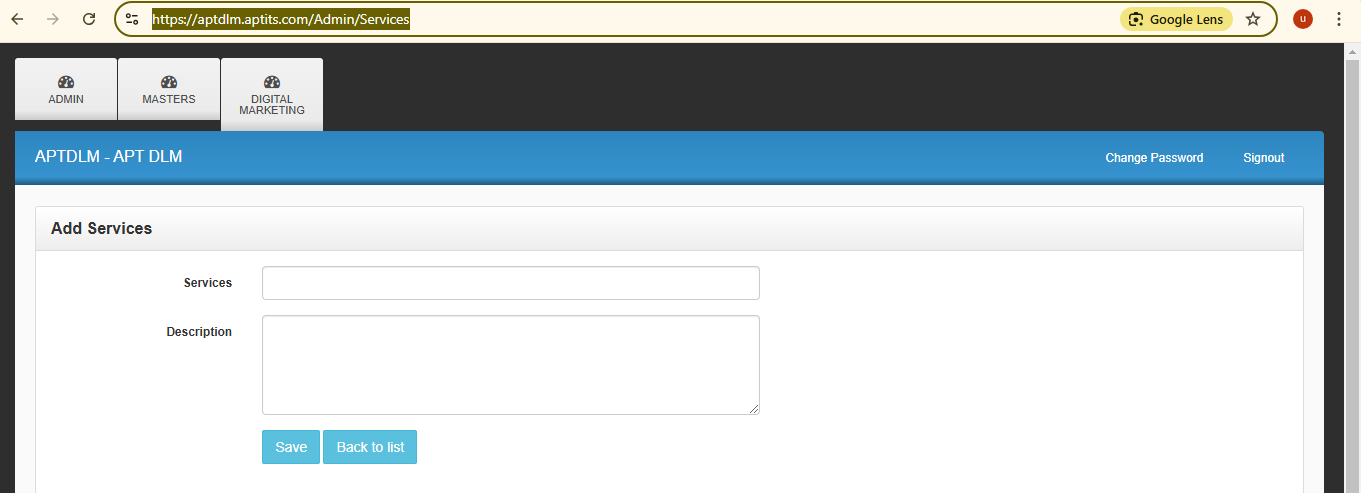 https://aptdlm.aptits.com/Admin/Services
Google Lens
u
ADMIN
MASTERS
DIGITAL
MARKETING
APTDLM - APT DLM
Change Password
Signout
Add Services
Services
Description
Save
Back to list